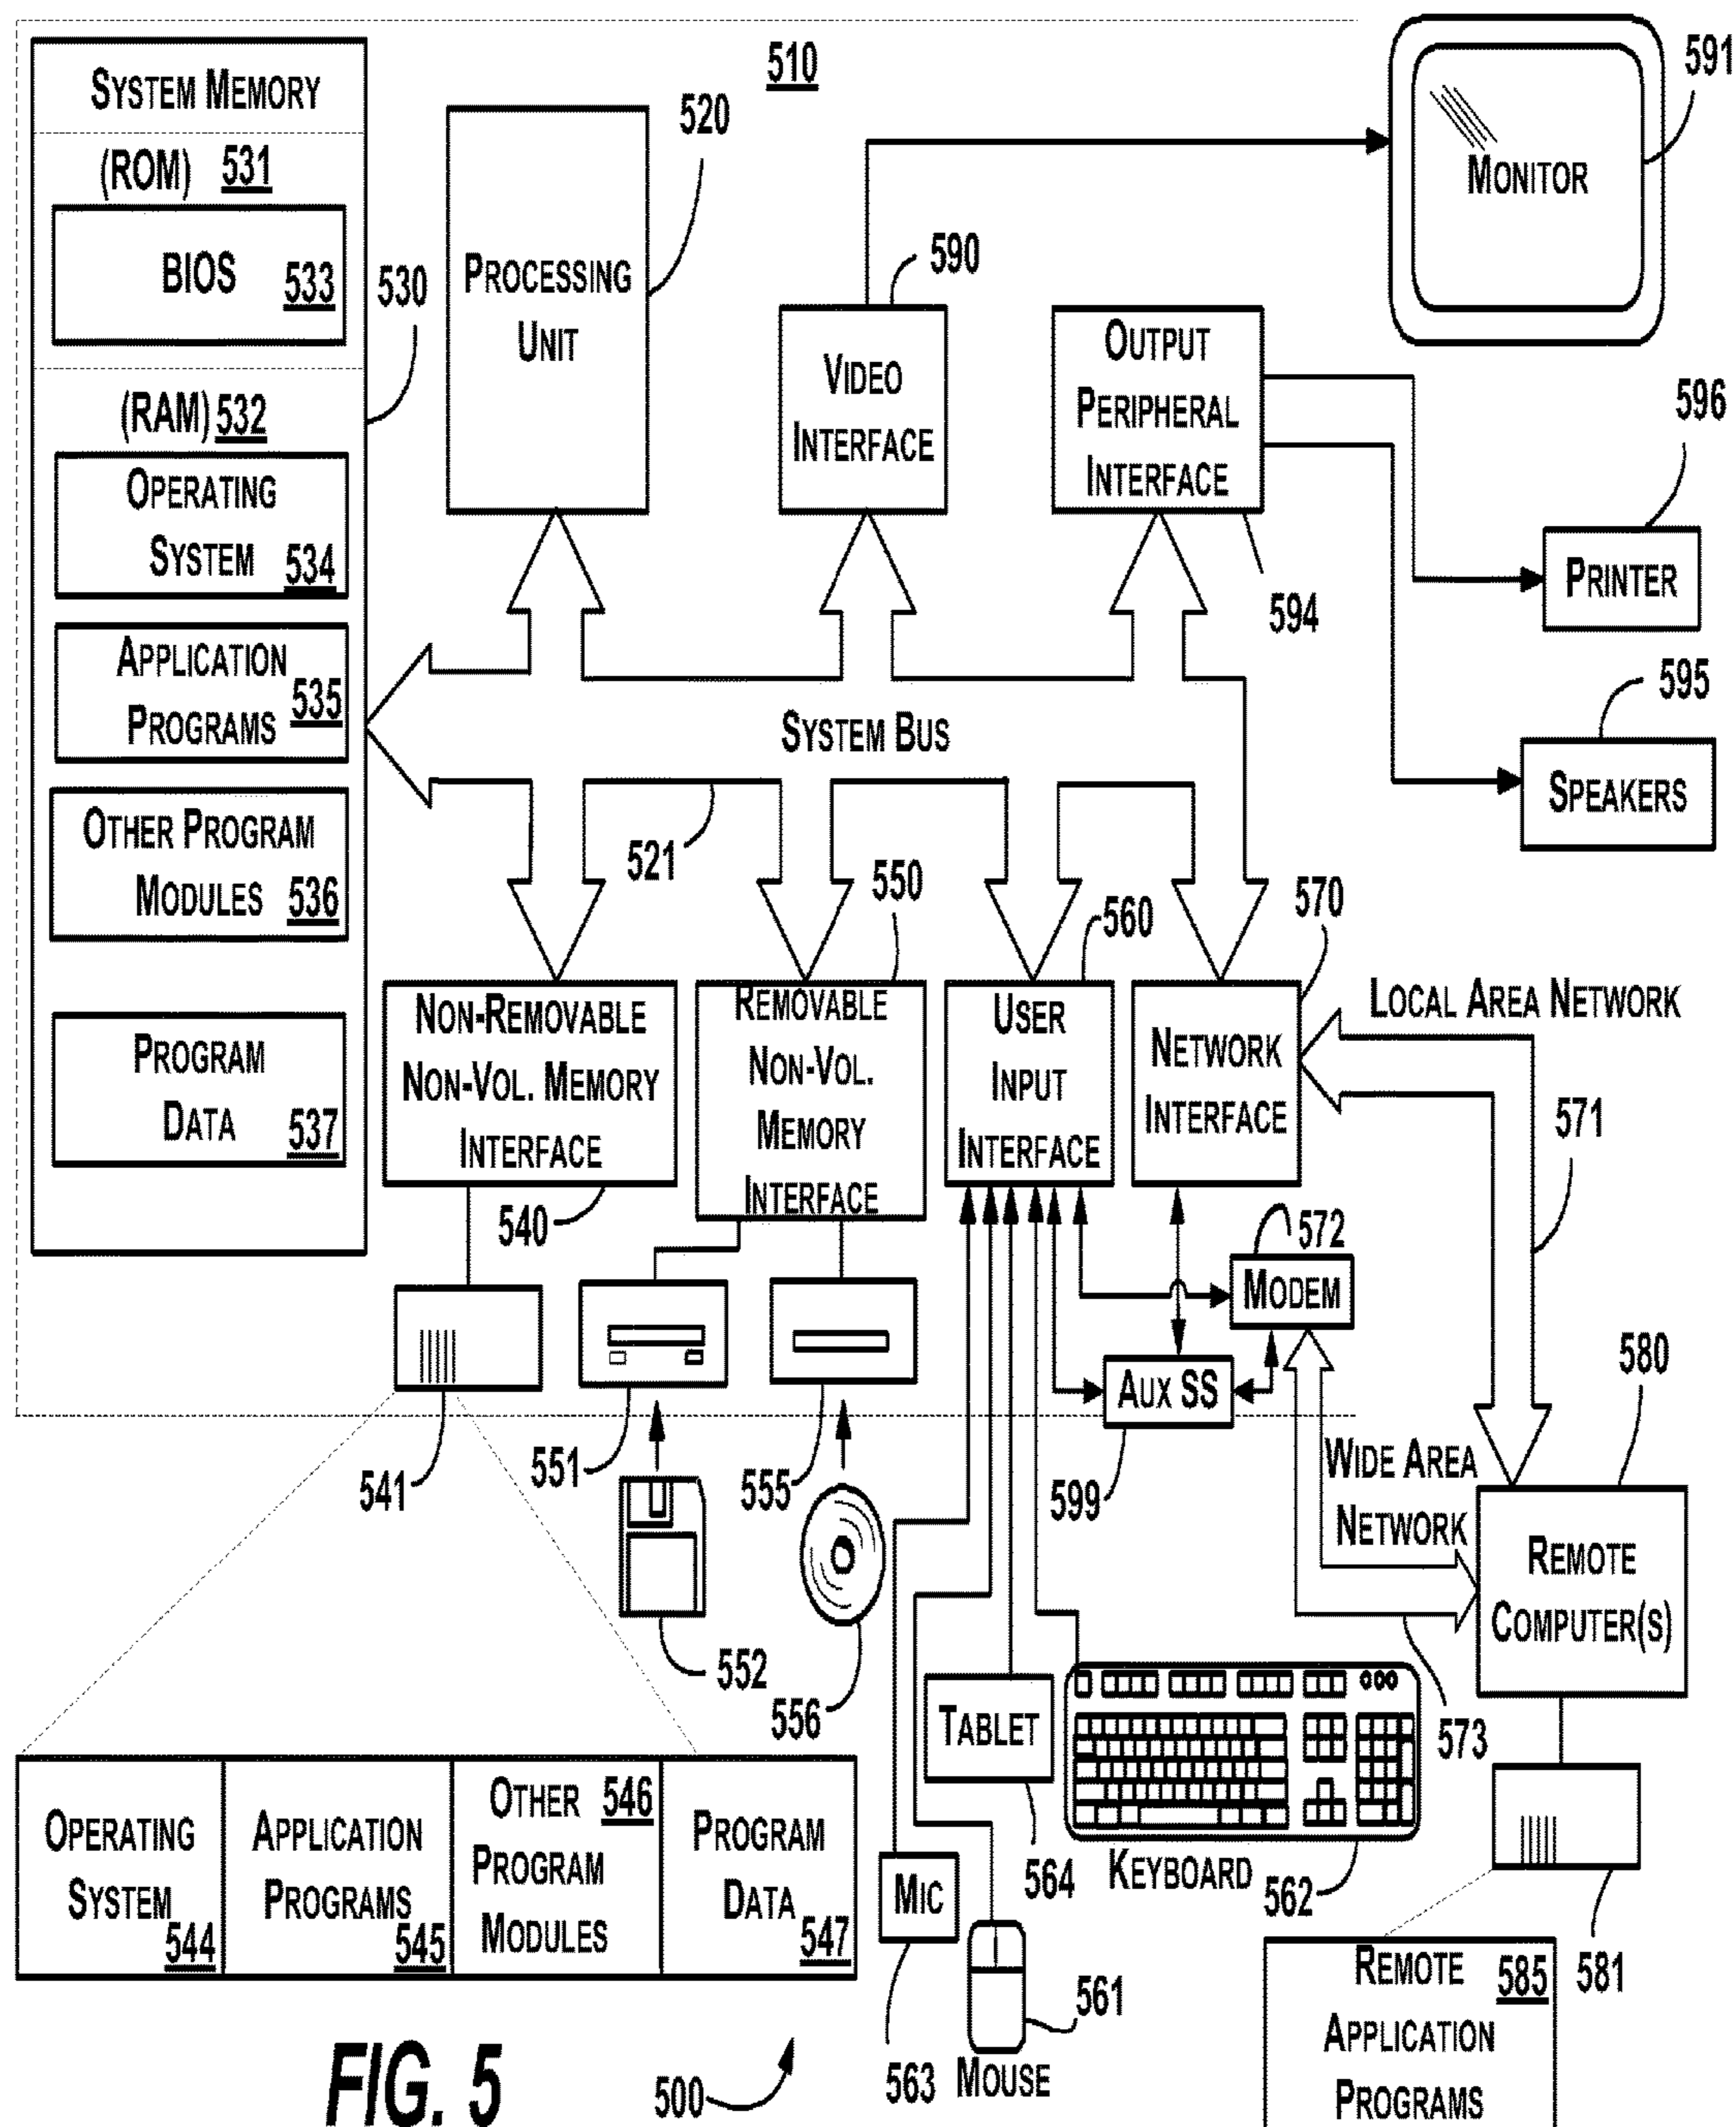 510
591
SYSTEM MEMORY
(ROM) 531
BIOS 533
530
(RAM) 532
OPERATING
SYSTEM 534
APPLICATION
PROGRAMS 535
OTHER PROGRAM
MODULES 536
PROGRAM
DATA 537
520
PROCESSING
UNIT
590
VIDEO
INTERFACE
OUTPUT
PERIPHERAL
INTERFACE
594
MONITOR
596
PRINTER
595
SPEAKERS
SYSTEM BUS
521
550
560
570
NON-REMOVABLE
NON-VOL. MEMORY
INTERFACE
540
REMOVABLE
NON-VOL.
MEMORY
INTERFACE
USER
INPUT
INTERFACE
NETWORK
INTERFACE
LOCAL AREA NETWORK
571
572
MODEM
AUX SS
599
580
541
551
555
552
556
WIDE AREA
NETWORK
REMOTE
COMPUTER(S)
573
TABLET
564
KEYBOARD
562
MIC
563
561
MOUSE
581
OPERATING
SYSTEM 544
APPLICATION
PROGRAMS 545
OTHER 546
PROGRAM
MODULES
PROGRAM
DATA 547
REMOTE 585
APPLICATION
PROGRAMS
FIG. 5
500